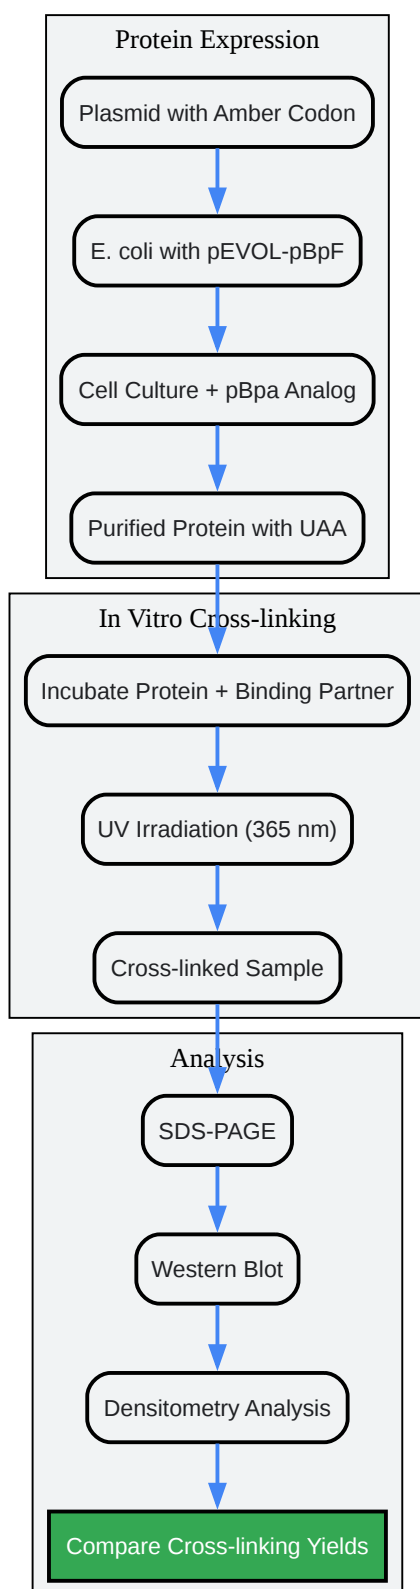 Protein Expression
Plasmid with Amber Codon
E. coli with pEVOL-pBpF
Cell Culture + pBpa Analog
Purified Protein with UAA
In Vitro Cross-linking
Incubate Protein + Binding Partner
UV Irradiation (365 nm)
Cross-linked Sample
Analysis
SDS-PAGE
Western Blot
Densitometry Analysis
Compare Cross-linking Yields